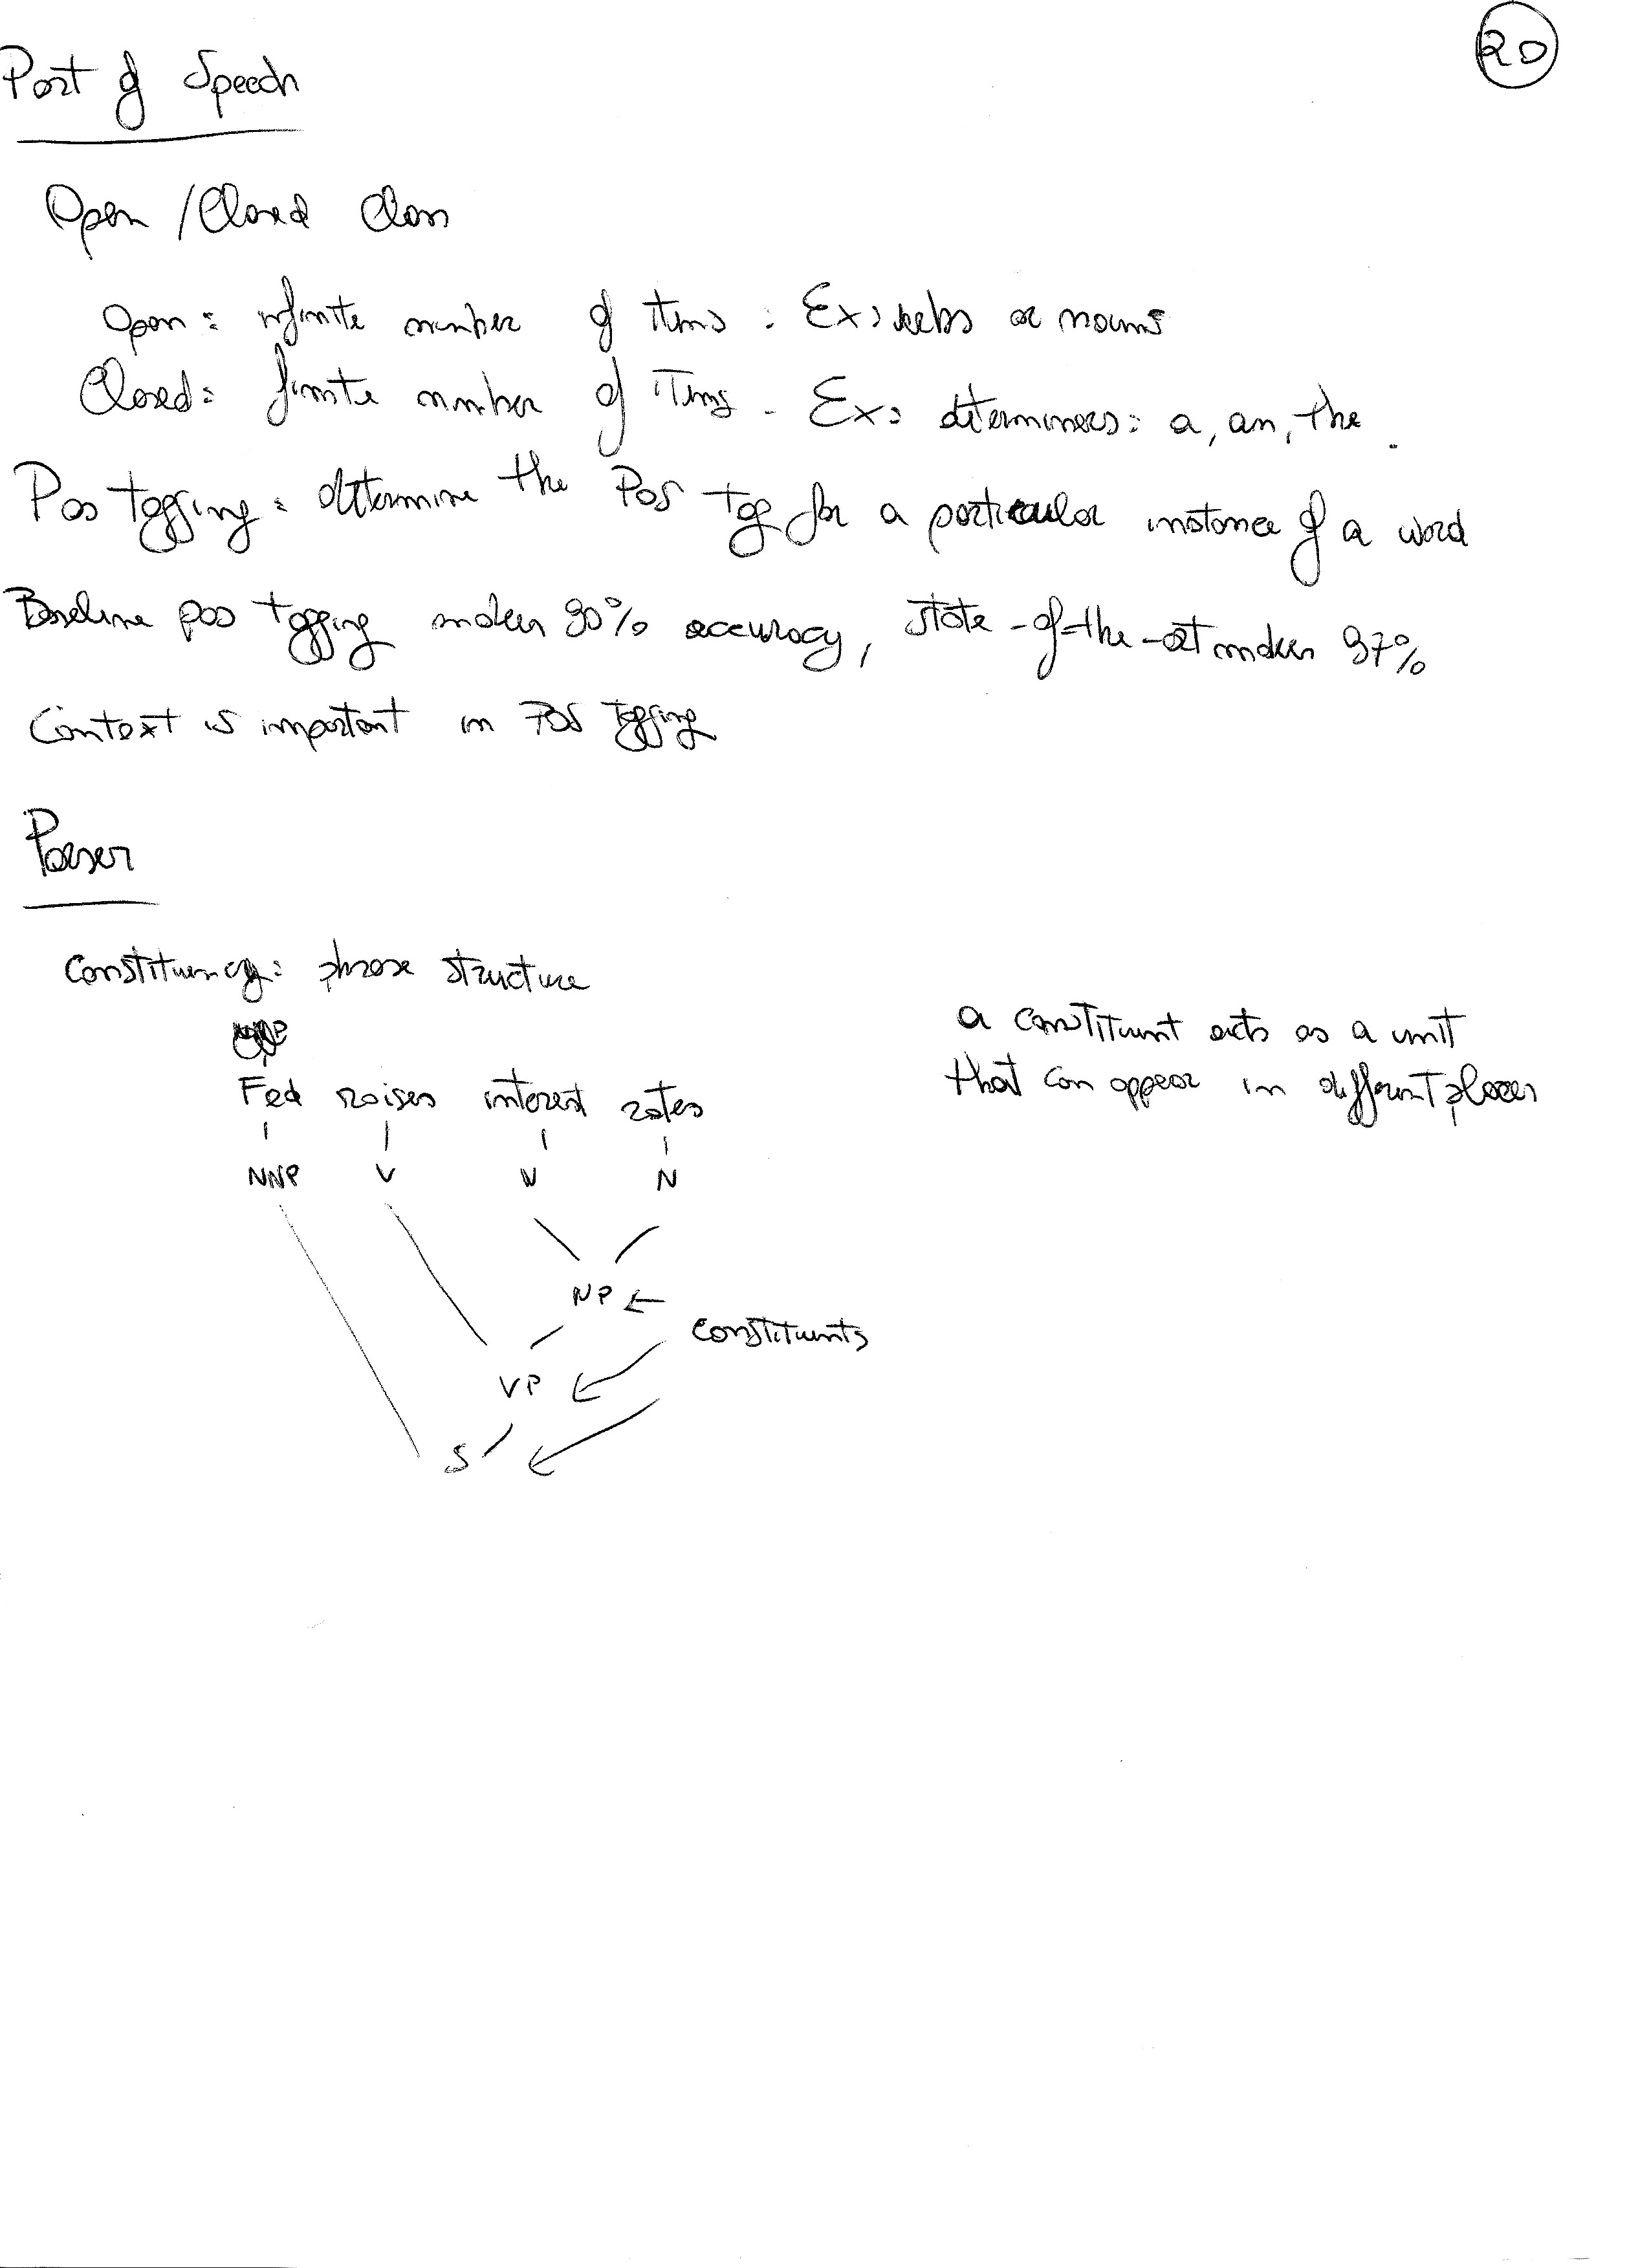 20
Part of Speech
Open / Closed Class
Open: infinite number of items: Ex: verbs or nouns
Closed: finite number of items. Ex: determiners: a, an, the.
Pos tagging: determine the POS tag for a particular instance of a word
Baseline pos tagging makes 90% accuracy, state-of-the-art makes 97%
Context is important in POS tagging
Parser
Constituency: phrase structure
a constituent acts as a unit
that can appear in different places
Fed raises interest rates
NNP V N N
NP
constituents
VP
S